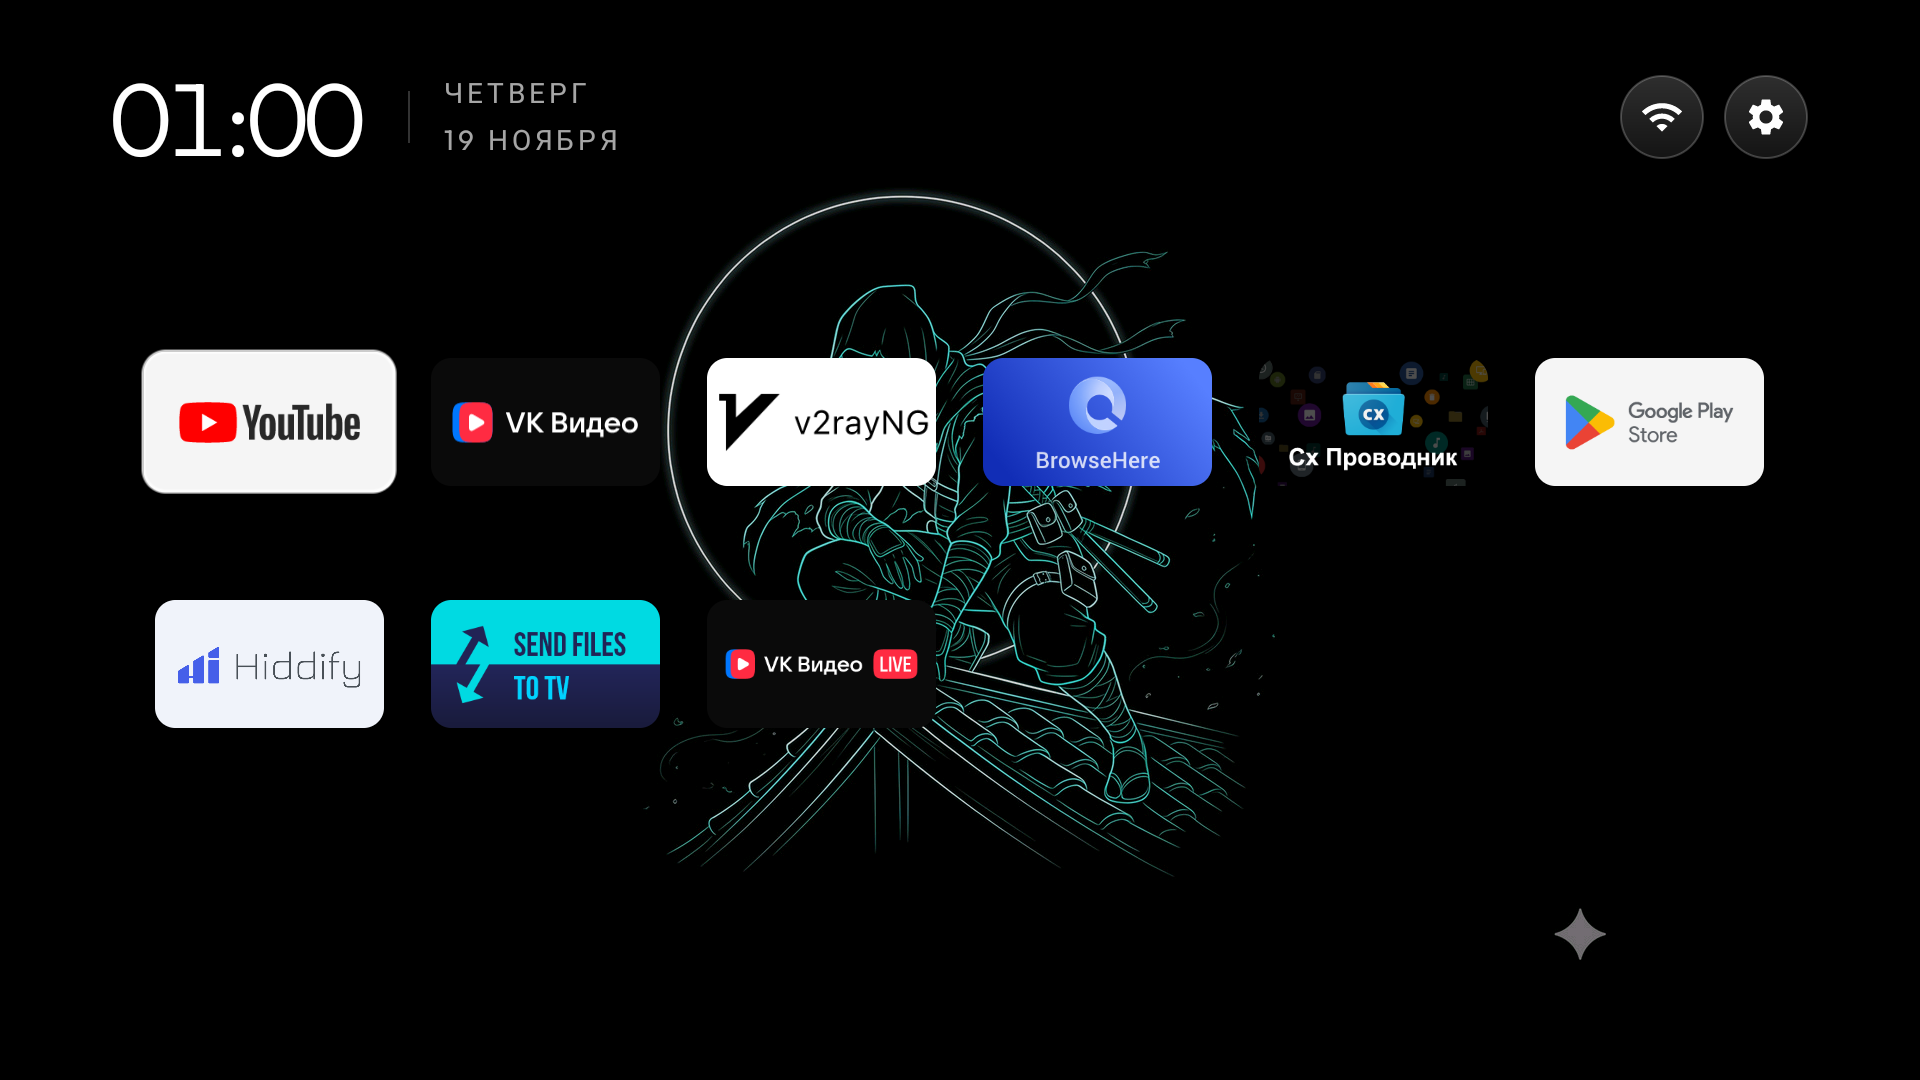 01:00
ЧЕТВЕРГ
19 НОЯБРЯ
YouTube
VK Видео
v2rayNG
BrowseHere
CX
Cx Проводник
Google Play
Store
Hiddify
SEND FILES
TO TV
VK Видео LIVE